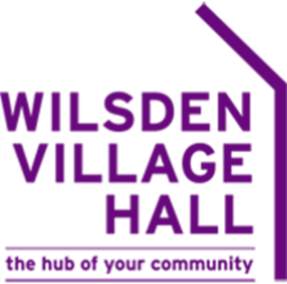 WILSDEN
VILLAGE
HALL
the hub of your community